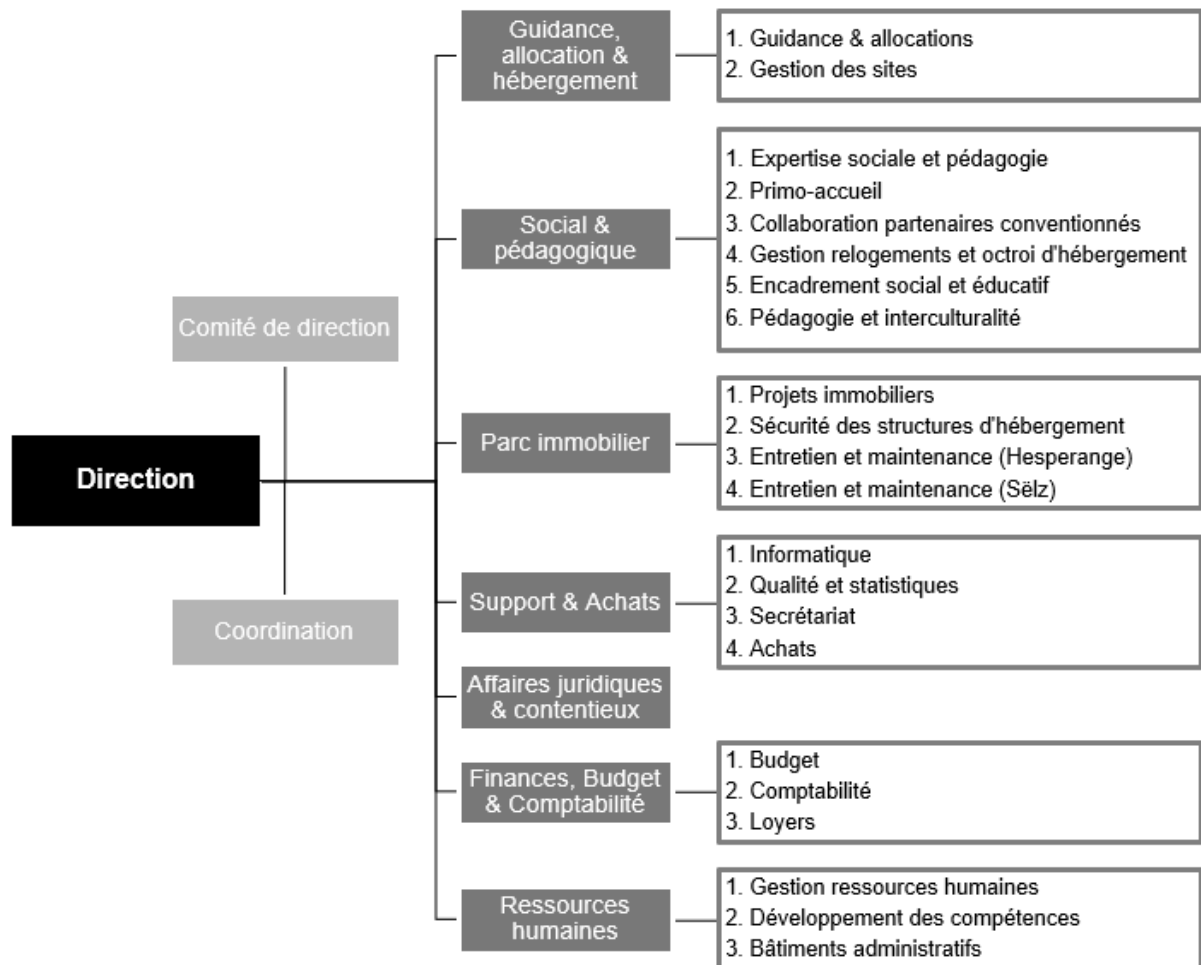 Guidance,
allocation &
hébergement
1. Guidance & allocations
2. Gestion des sites
Social &
pédagogique
1. Expertise sociale et pédagogie
2. Primo-accueil
3. Collaboration partenaires conventionnés
4. Gestion relogements et octroi d'hébergement
5. Encadrement social et éducatif
6. Pédagogie et interculturalité
Comité de direction
Direction
Coordination
Parc immobilier
1. Projets immobiliers
2. Sécurité des structures d'hébergement
3. Entretien et maintenance (Hesperange)
4. Entretien et maintenance (Sëlz)
Support & Achats
1. Informatique
2. Qualité et statistiques
3. Secrétariat
4. Achats
Affaires juridiques
& contentieux
Finances, Budget
& Comptabilité
1. Budget
2. Comptabilité
3. Loyers
Ressources
humaines
1. Gestion ressources humaines
2. Développement des compétences
3. Bâtiments administratifs